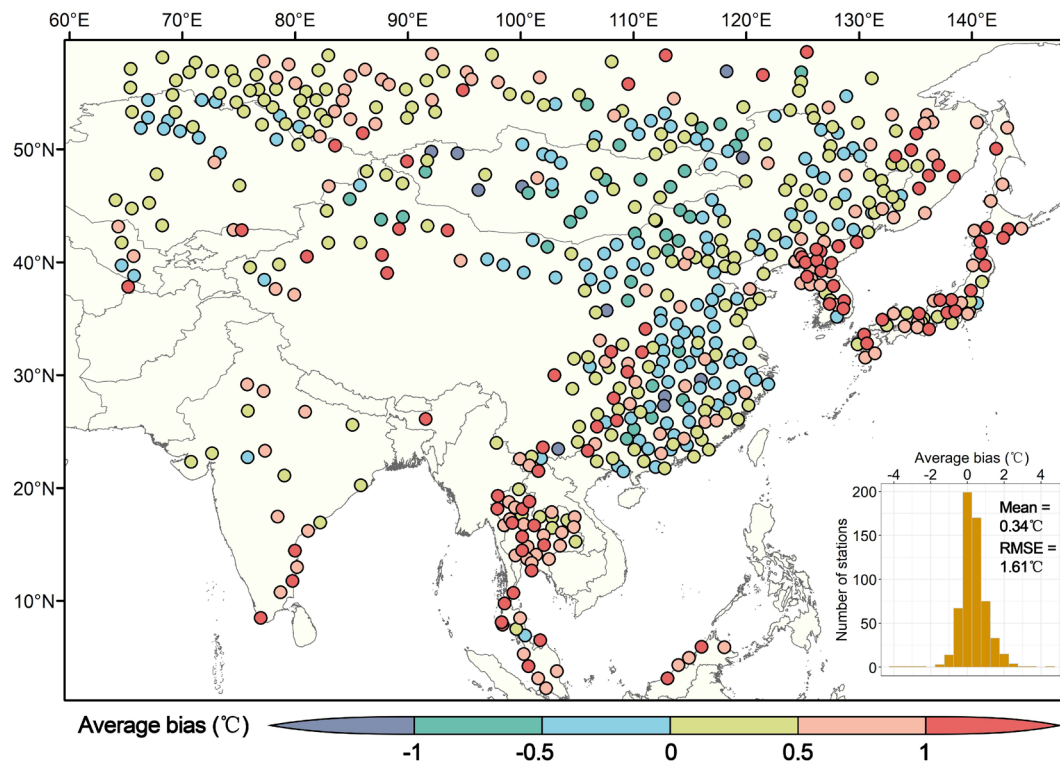 60°E 70°E 80°E 90°E 100°E 110°E 120°E 130°E 140°E
50°N
40°N
30°N
20°N
10°N
Average bias (℃)
-4 -2 0 2 4
200
150
100
50
0
Number of stations
Mean =
0.34℃
RMSE =
1.61℃
Average bias (℃)
-1 -0.5 0 0.5 1